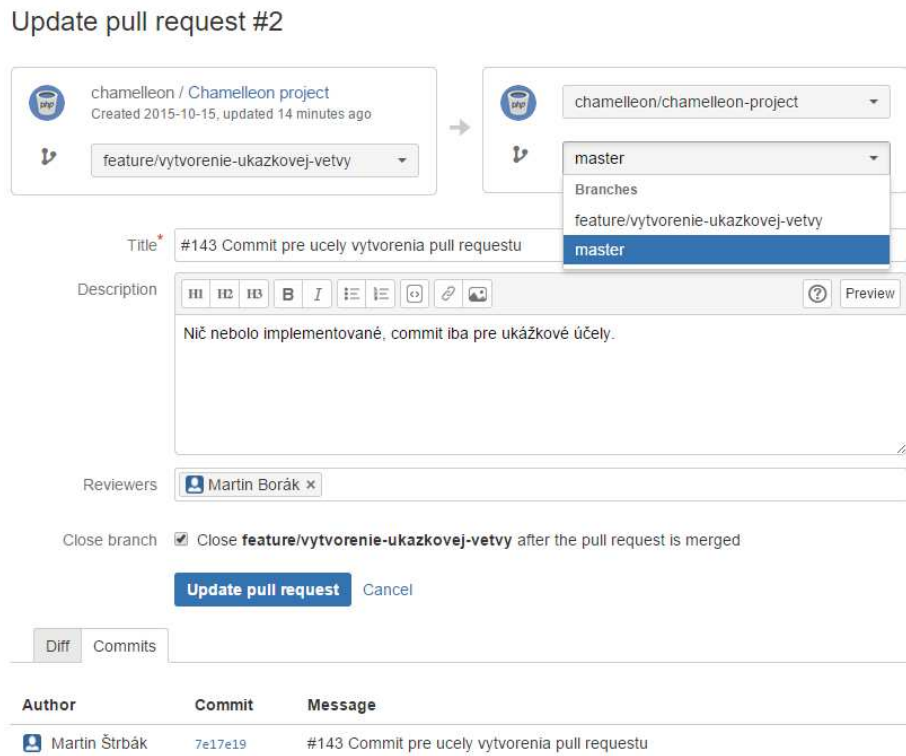 Update pull request #2
chamelleon / Chamelleon project
Created 2015-10-15, updated 14 minutes ago
feature/vytvorenie-ukazkovej-vetvy
chamelleon/chamelleon-project
master
Branches
feature/vytvorenie-ukazkovej-vetvy
master
Title* #143 Commit pre ucely vytvorenia pull requestu
Description H1 H2 H3 B I Preview
Nič nebolo implementované, commit iba pre ukážkové účely.
Reviewers Martin Borák ×
Close branch Close feature/vytvorenie-ukazkovej-vetvy after the pull request is merged
Update pull request Cancel
Diff Commits
Author Commit Message
Martin Štrbák 7e17e19 #143 Commit pre ucely vytvorenia pull requestu